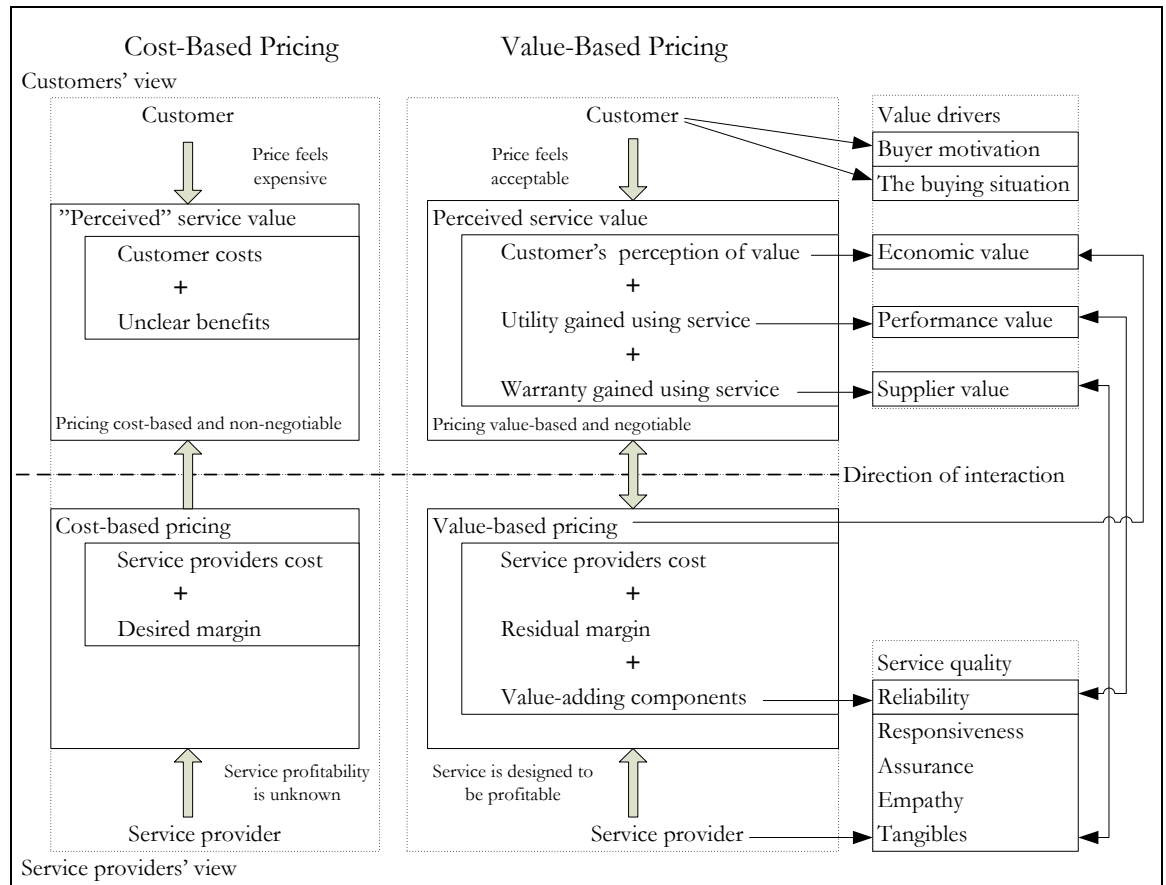 Cost-Based Pricing
Value-Based Pricing
Customers' view
Customer
Price feels
expensive
”Perceived” service value
Customer costs
+
Unclear benefits
Pricing cost-based and non-negotiable
Cost-based pricing
Service providers cost
+
Desired margin
Service profitability
is unknown
Service provider
Customer
Price feels
acceptable
Perceived service value
Customer's perception of value
+
Utility gained using service
+
Warranty gained using service
Pricing value-based and negotiable
Value-based pricing
Service providers cost
+
Residual margin
+
Value-adding components
Service is designed to
be profitable
Service provider
Value drivers
Buyer motivation
The buying situation
Economic value
Performance value
Supplier value
Direction of interaction
Service quality
Reliability
Responsiveness
Assurance
Empathy
Tangibles
Service providers' view